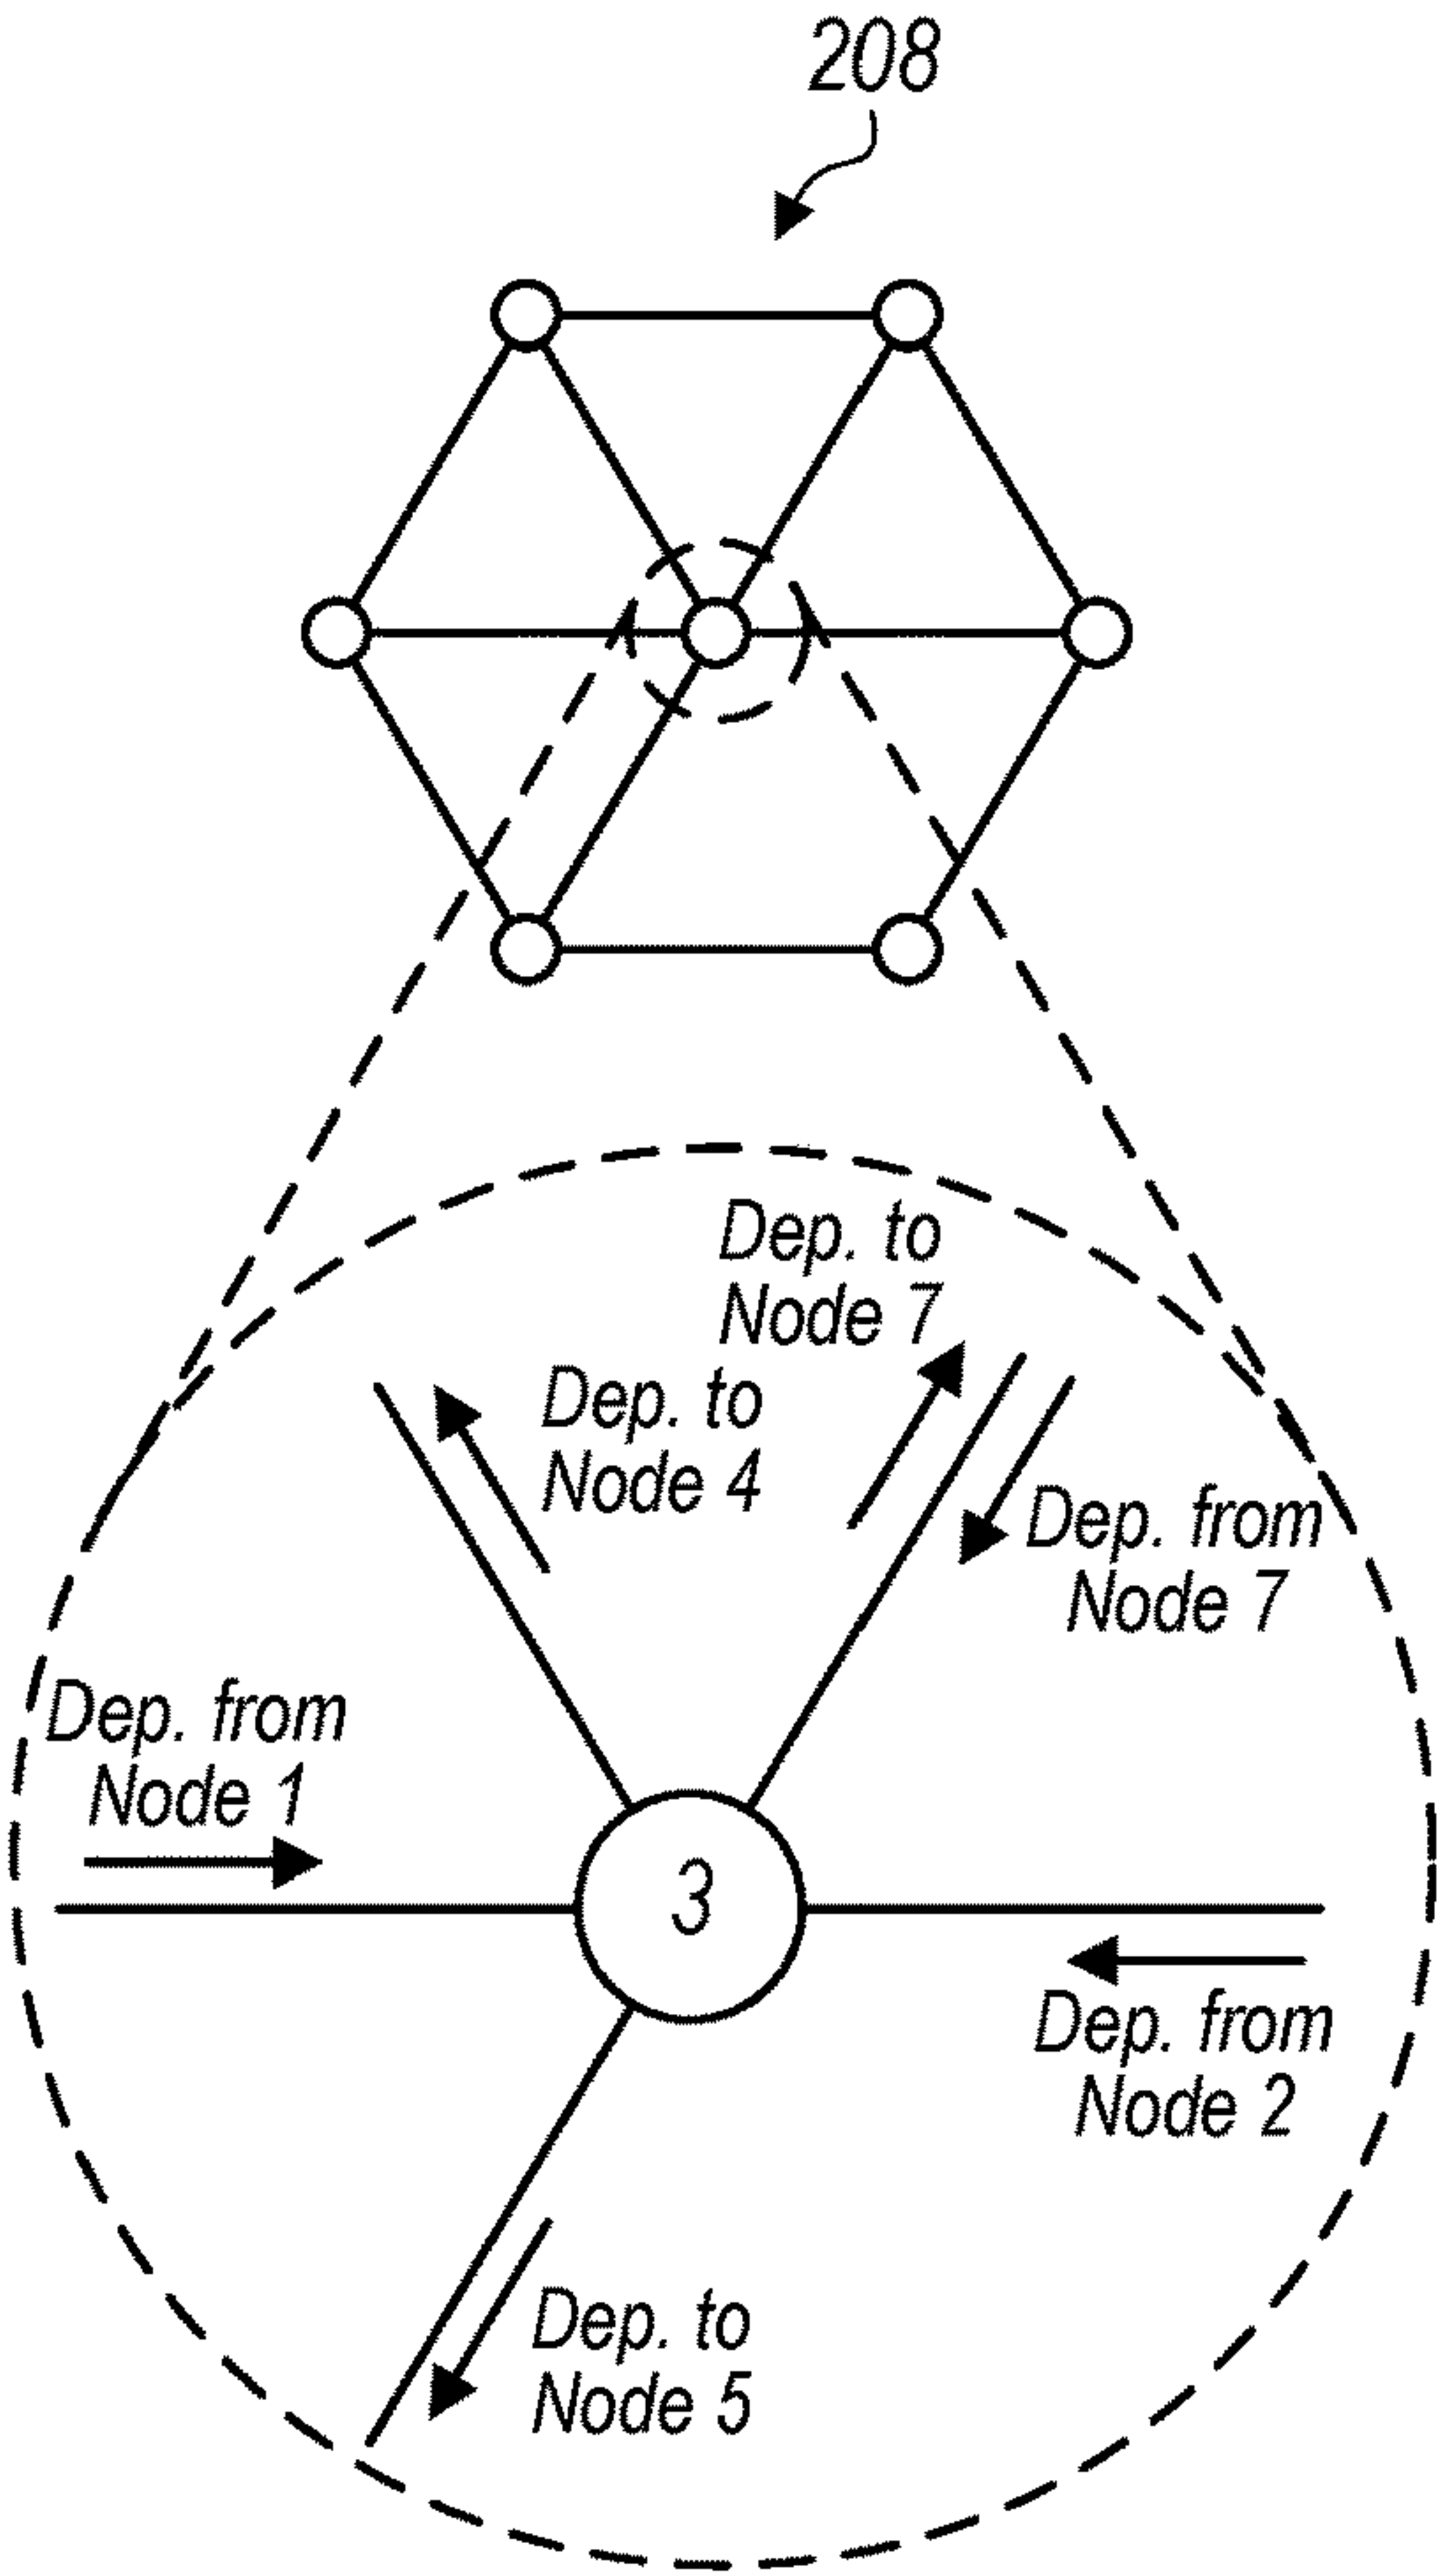 208
Dep. to
Node 7
Dep. to
Node 4
Dep. from
Node 7
Dep. from
Node 1
3
Dep. from
Node 2
Dep. to
Node 5